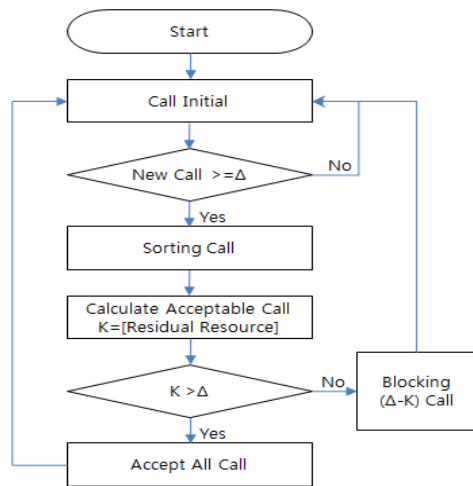 Start
Call Initial
New Call >=Δ
No
Yes
Sorting Call
Calculate Acceptable Call
K=[Residual Resource]
K >Δ
No
Blocking
(Δ-K) Call
Yes
Accept All Call